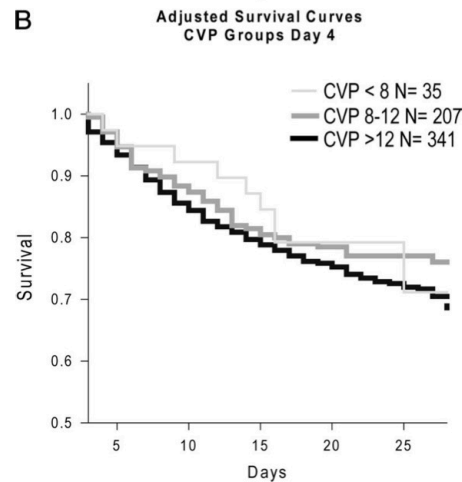 B
Adjusted Survival Curves
CVP Groups Day 4
CVP < 8 N= 35
CVP 8-12 N= 207
CVP >12 N= 341
1.0
0.9
0.8
0.7
0.6
0.5
Survival
5 10 15 20 25
Days